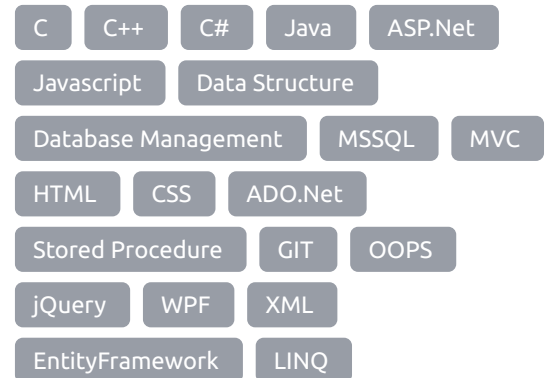 C C++ C# Java ASP.Net
Javascript Data Structure
Database Management MSSQL MVC
HTML CSS ADO.Net
Stored Procedure GIT OOPS
jQuery WPF XML
EntityFramework LINQ